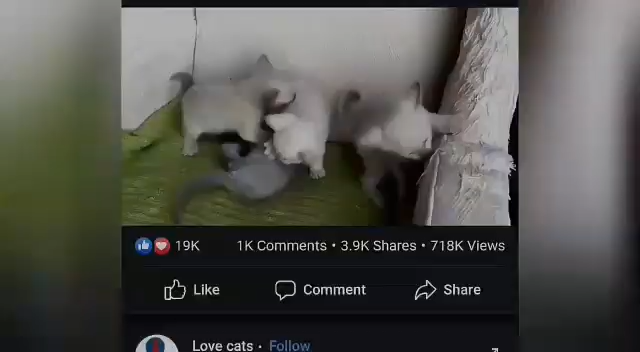 19K 1K Comments • 3.9K Shares • 718K Views
Like Comment Share
Love cats · Follow